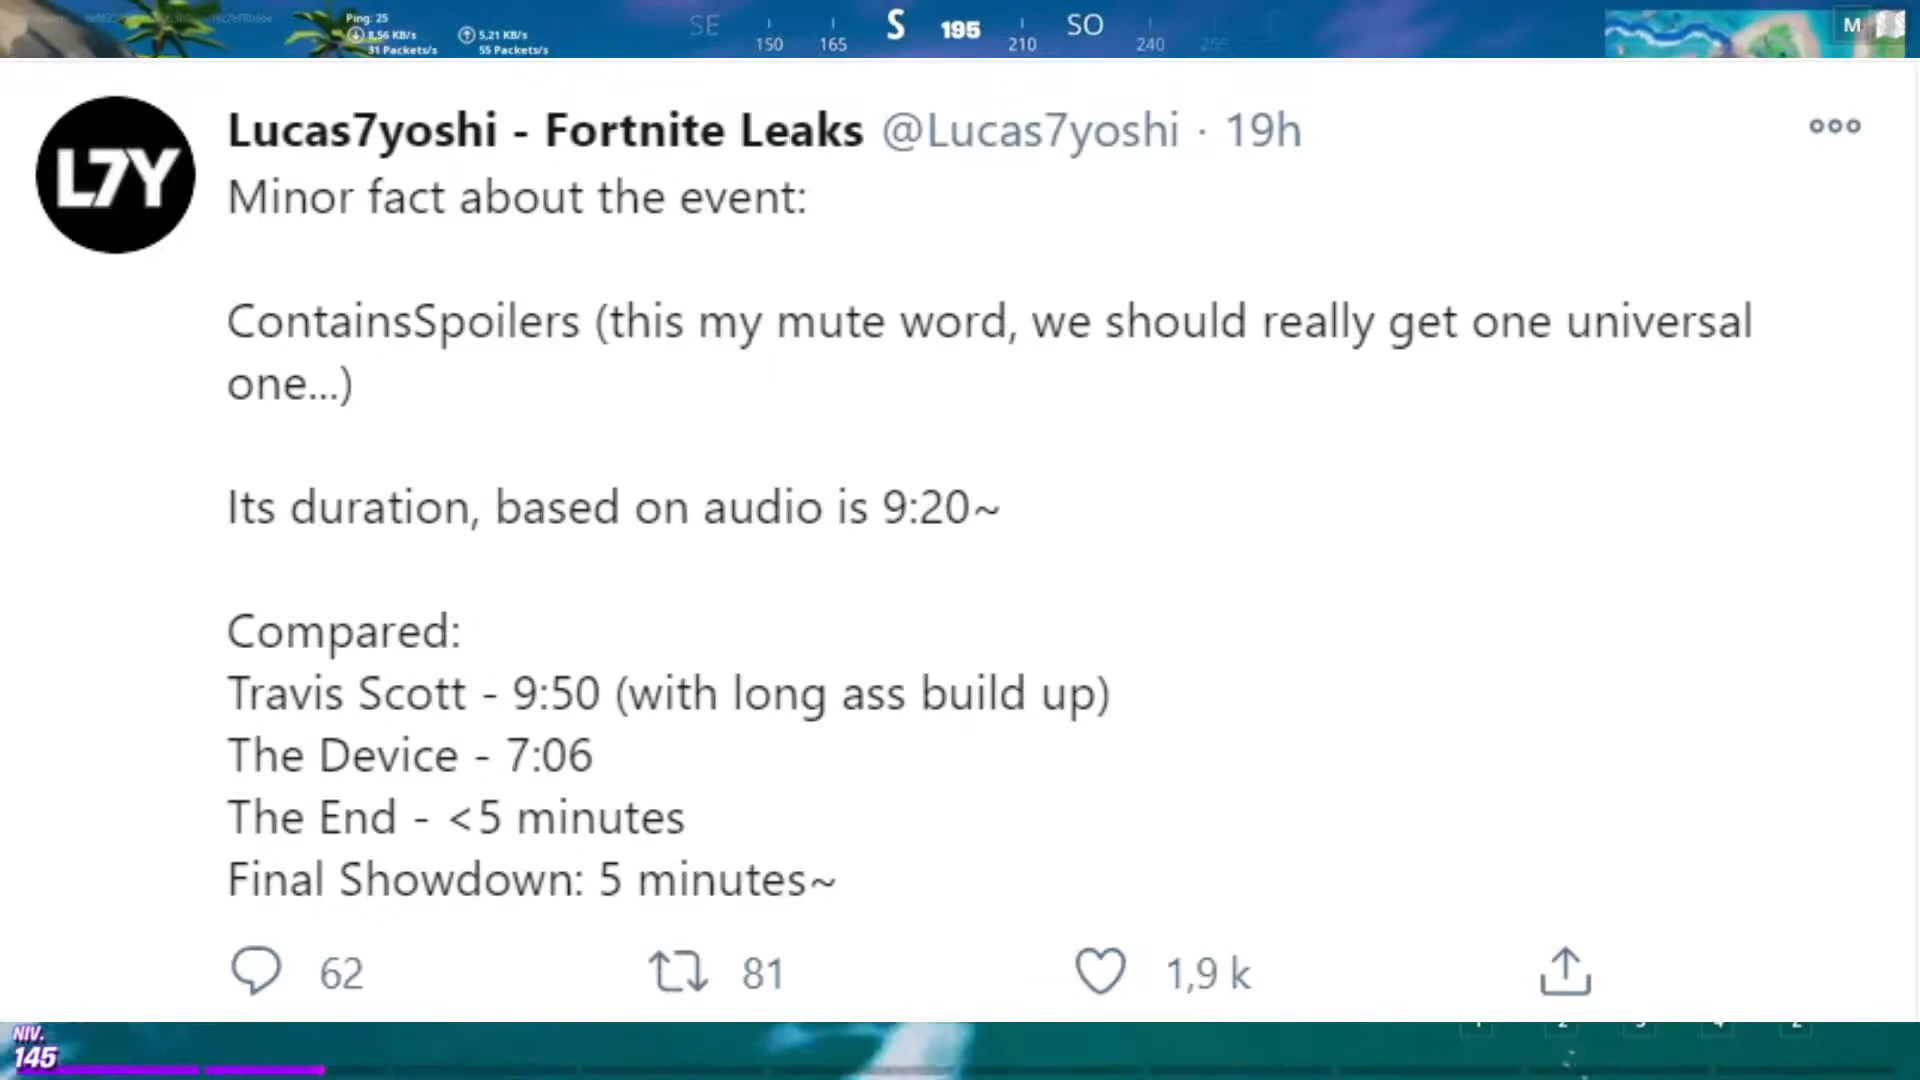 Ping: 25
8,56 KB/s
5,21 KB/s
31 Packets/s
55 Packets/s
SE
150
165
S
195
210
SO
240
M
L7Y
Lucas7yoshi - Fortnite Leaks @Lucas7yoshi · 19h
Minor fact about the event:
ContainsSpoilers (this my mute word, we should really get one universal
one...)
Its duration, based on audio is 9:20~
Compared:
Travis Scott - 9:50 (with long ass build up)
The Device - 7:06
The End - <5 minutes
Final Showdown: 5 minutes~
62
81
1,9 k
NIV.
145